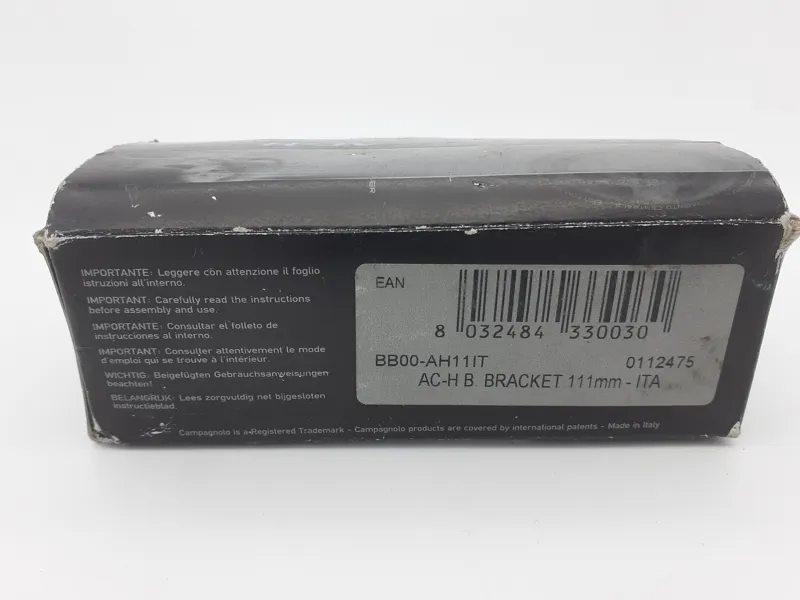 ER
IMPORTANTE: Leggere con attenzione il foglio
istruzioni all'interno.
IMPORTANT: Carefully read the instructions
before assembly and use.
IMPORTANTE: Consultar el folleto de
instrucciones al interno.
IMPORTANT: Consulter attentivement le mode
d'emploi qui se trouve à l'intérieur.
WICHTIG: Beigefügten Gebrauchsanweisungen
beachten!
BELANGRIJK: Lees zorgvuldig net bijgesloten
instructieblad.
EAN
8 032484 330030
BB00-AH11IT 0112475
AC-H B. BRACKET 111mm - ITA
Campagnolo is a Registered Trademark - Campagnolo products are covered by international patents - Made in Italy